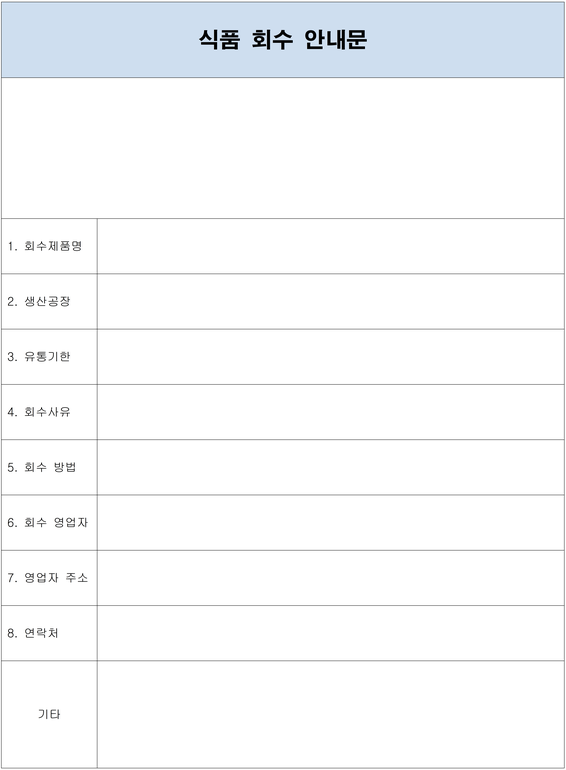 식품 회수 안내문
1. 회수제품명
2. 생산공장
3. 유통기한
4. 회수사유
5. 회수 방법
6. 회수 영업자
7. 영업자 주소
8. 연락처
기타